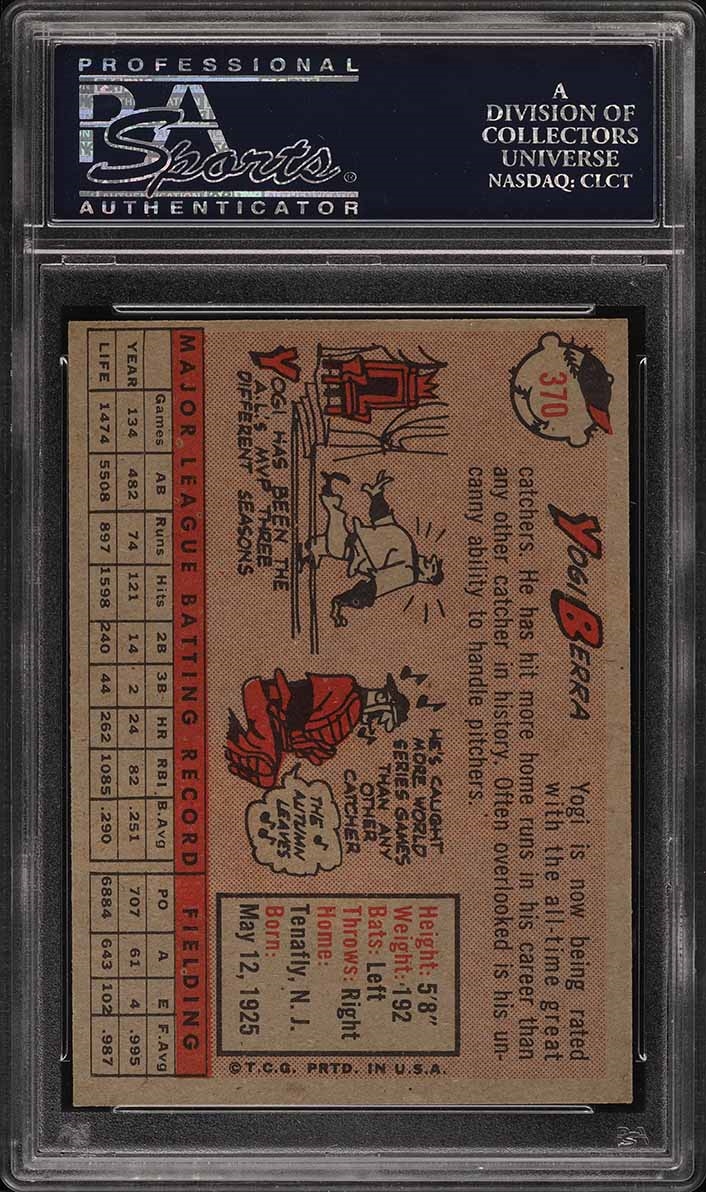 PROFESSIONAL
PSA
Sports®
AUTHENTICATOR
A
DIVISION OF
COLLECTORS
UNIVERSE
NASDAQ: CLCT
370
YOGI BERRA
Yogi is now being rated
with the all-time great
catchers. He has hit more home runs in his career than
any other catcher in history. Often overlooked is his un-
canny ability to handle pitchers.
YOGI HAS BEEN THE
A.L.'S MVP THREE
DIFFERENT SEASONS
HE'S CAUGHT
MORE WORLD
SERIES GAMES
THAN ANY
OTHER
CATCHER
THE
AUTUMN
LEAVES
Height: 5'8"
Weight: 192
Bats: Left
Throws: Right
Home:
Tenafly, N. J.
Born:
May 12, 1925
© T.C.G. PRTD. IN U.S.A.
MAJOR LEAGUE BATTING RECORD FIELDING
Games AB Runs Hits 2B 3B HR RBI B.Avg PO A E F.Avg
YEAR 134 482 74 121 14 2 24 82 .251 707 61 4 .995
LIFE 1474 5508 897 1598 240 44 262 1085 .290 6884 643 102 .987
PSA